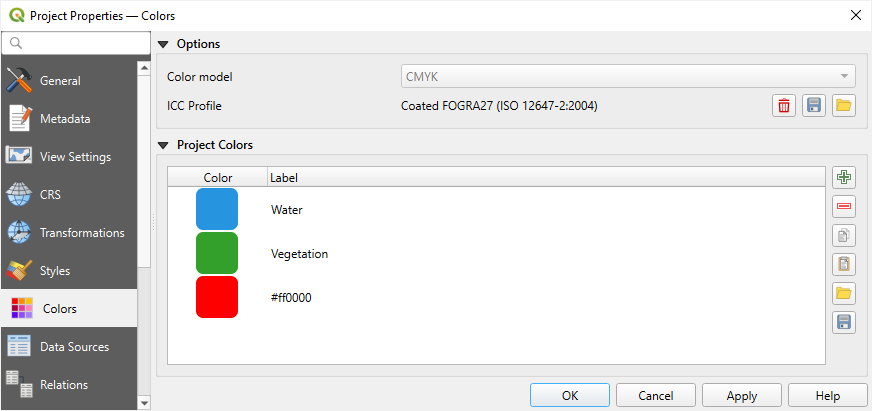 Project Properties — Colors
General
Metadata
View Settings
CRS
Transformations
Styles
Colors
Data Sources
Relations
Options
Color model
CMYK
ICC Profile
Coated FOGRA27 (ISO 12647-2:2004)
Project Colors
Color Label
Water
Vegetation
#ff0000
OK Cancel Apply Help